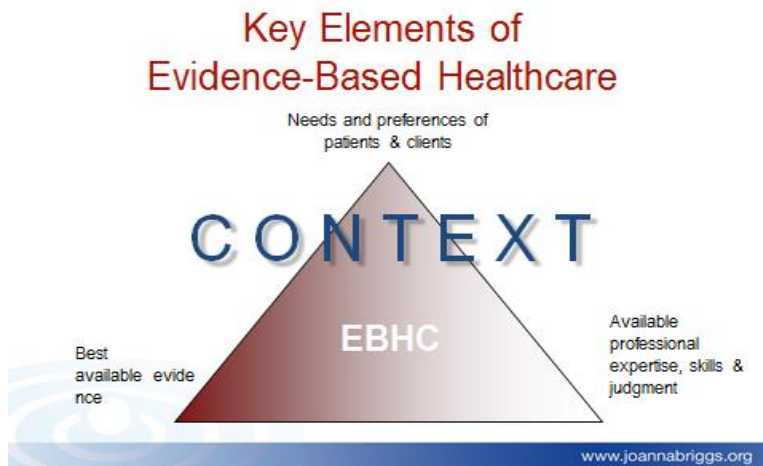 Key Elements of
Evidence-Based Healthcare
Needs and preferences of
patients & clients
C O N T E X T
EBHC
Best
available evide
nce
Available
professional
expertise, skills &
judgment
www.joannabriggs.org